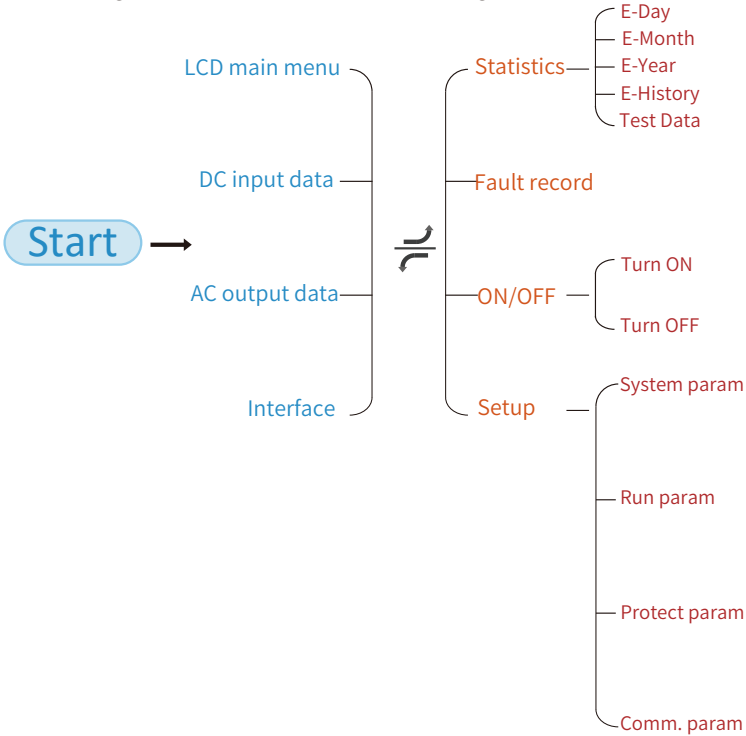 Start
LCD main menu
DC input data
AC output data
Interface
Statistics
E-Day
E-Month
E-Year
E-History
Test Data
Fault record
ON/OFF
Turn ON
Turn OFF
Setup
System param
Run param
Protect param
Comm. param